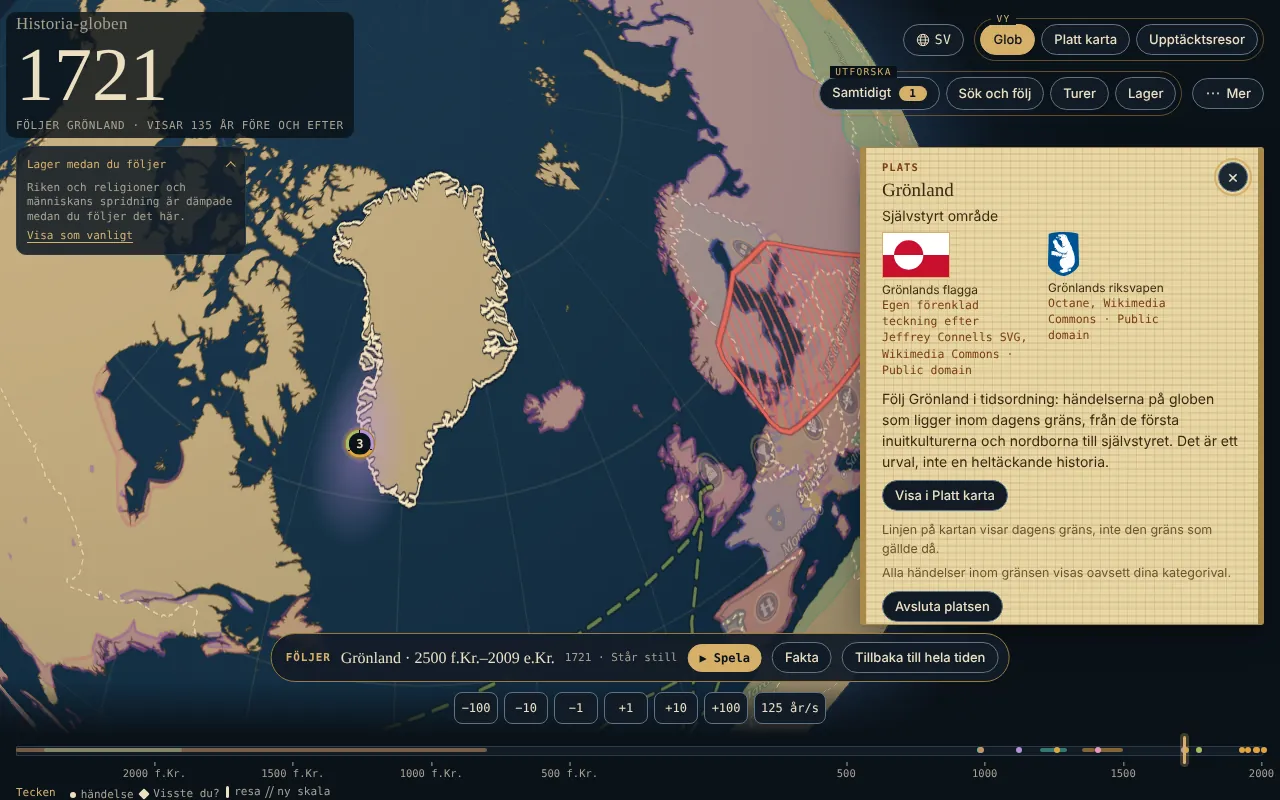 Historia-globen
1721
FÖLJER GRÖNLAND · VISAR 135 ÅR FÖRE OCH EFTER
Lager medan du följer
Riken och religioner och
människans spridning är dämpade
medan du följer det här.
Visa som vanligt
SV
VY
Glob
Platt karta
Upptäcktsresor
UTFORSKA
Samtidigt 1
Sök och följ
Turer
Lager
··· Mer
PLATS
Grönland
Självstyrt område
Grönlands flagga
Egen förenklad
teckning efter
Jeffrey Connells SVG,
Wikimedia Commons ·
Public domain
Grönlands riksvapen
Octane, Wikimedia
Commons · Public
domain
Följ Grönland i tidsordning: händelserna på globen
som ligger inom dagens gräns, från de första
inuitkulturerna och nordborna till självstyret. Det är ett
urval, inte en heltäckande historia.
Visa i Platt karta
Linjen på kartan visar dagens gräns, inte den gräns som
gällde då.
Alla händelser inom gränsen visas oavsett dina kategorival.
Avsluta platsen
3
H
FÖLJER Grönland · 2500 f.Kr.–2009 e.Kr. 1721 · Står still
▶ Spela
Fakta
Tillbaka till hela tiden
−100
−10
−1
+1
+10
+100
125 år/s
2000 f.Kr.
1500 f.Kr.
1000 f.Kr.
500 f.Kr.
500
1000
1500
2000
Tecken
händelse
Visste du?
resa
// ny skala